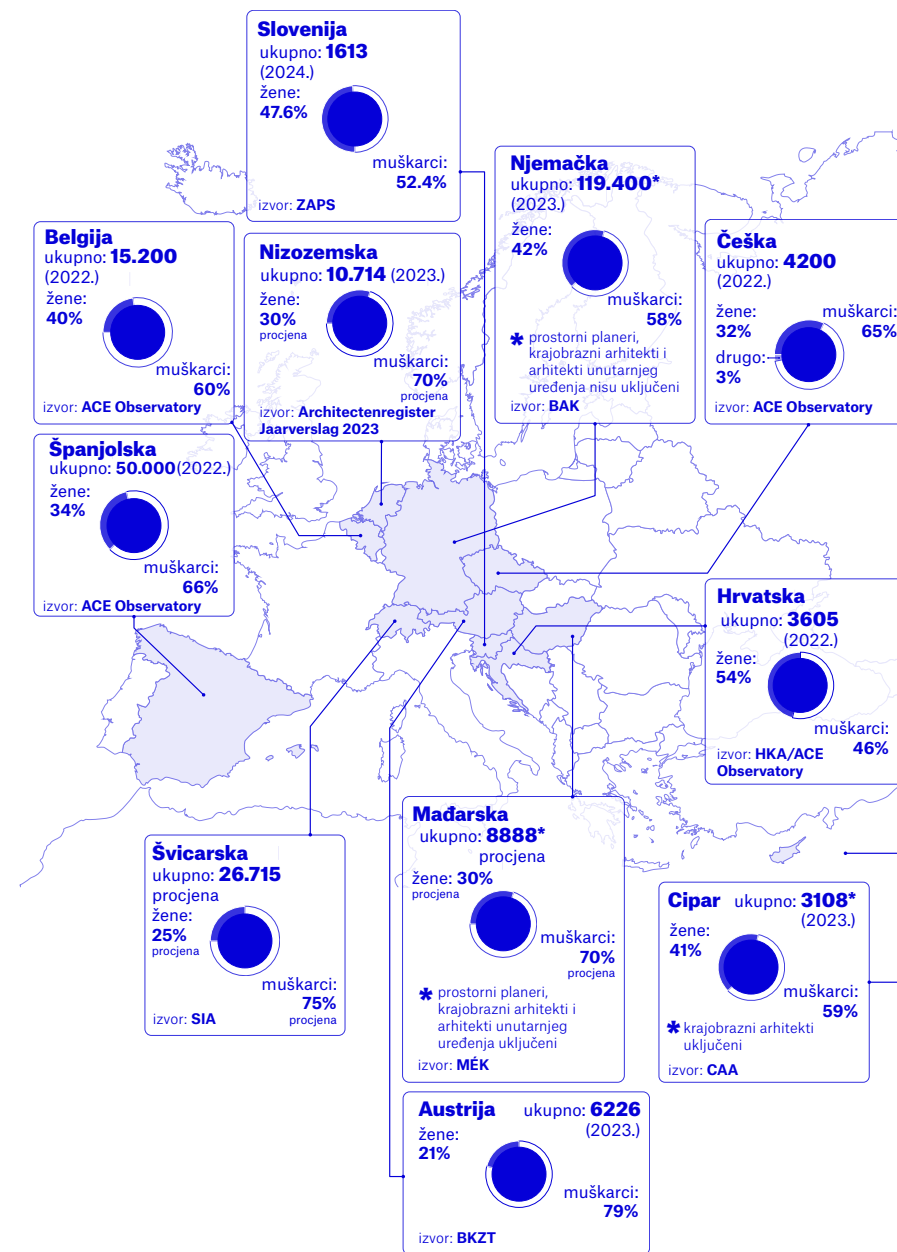 Slovenija
ukupno: 1613
(2024.)
žene:
47.6%
muškarci:
52.4%
izvor: ZAPS
Njemačka
ukupno: 119.400*
(2023.)
žene:
42%
muškarci:
58%
* prostorni planeri,
krajobrazni arhitekti i
arhitekti unutarnjeg
uređenja nisu uključeni
izvor: BAK
Belgija
ukupno: 15.200
(2022.)
žene:
40%
muškarci:
60%
izvor: ACE Observatory
Nizozemska
ukupno: 10.714 (2023.)
žene:
30%
procjena
muškarci:
70%
procjena
izvor: Architectenregister
Jaarverslag 2023
Češka
ukupno: 4200
(2022.)
žene:
32%
muškarci:
65%
drugo:
3%
izvor: ACE Observatory
Španjolska
ukupno: 50.000 (2022.)
žene:
34%
muškarci:
66%
izvor: ACE Observatory
Hrvatska
ukupno: 3605
(2022.)
žene:
54%
muškarci:
46%
izvor: HKA/ACE
Observatory
Švicarska
ukupno: 26.715
procjena
žene:
25%
procjena
muškarci:
75%
procjena
izvor: SIA
Mađarska
ukupno: 8888*
procjena
žene: 30%
procjena
muškarci:
70%
procjena
* prostorni planeri,
krajobrazni arhitekti i
arhitekti unutarnjeg
uređenja uključeni
izvor: MÉK
Cipar ukupno: 3108*
(2023.)
žene:
41%
muškarci:
59%
* krajobrazni arhitekti
uključeni
izvor: CAA
Austrija ukupno: 6226
(2023.)
žene:
21%
muškarci:
79%
izvor: BKZT